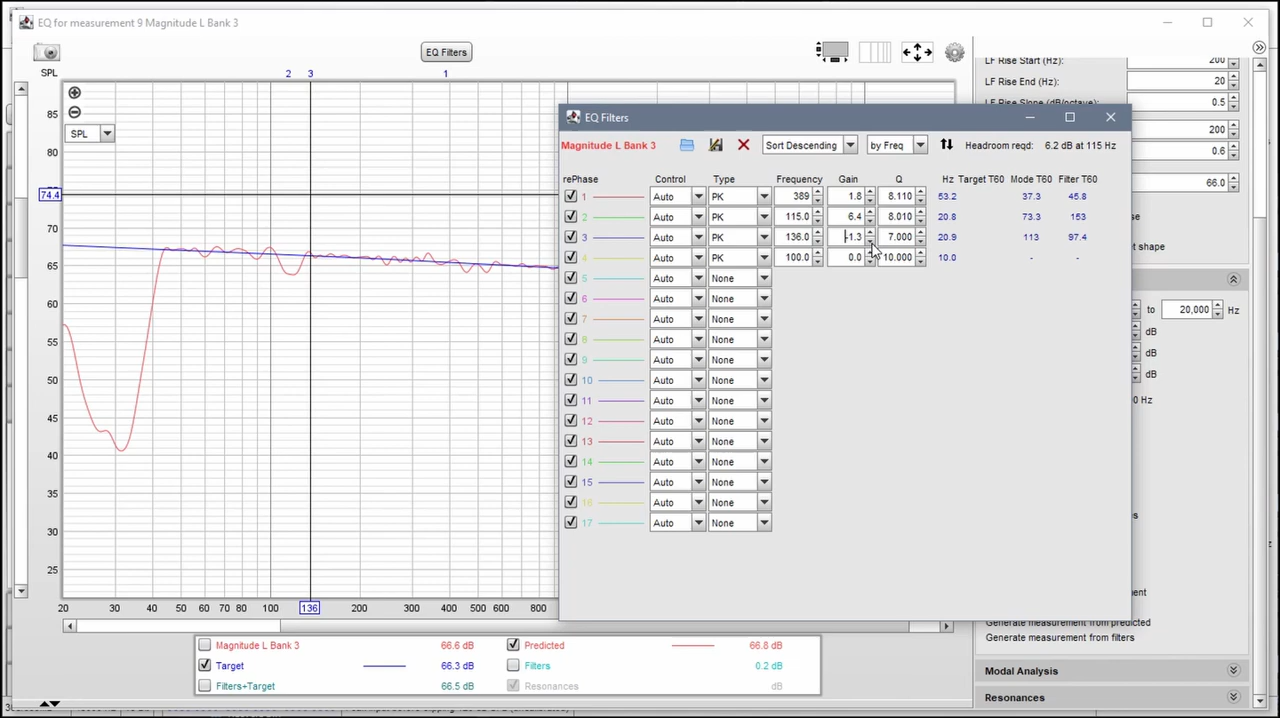 EQ for measurement 9 Magnitude L Bank 3
EQ Filters
SPL
2 3 1
SPL
85
80
74.4
70
65
60
55
50
45
40
35
30
25
20 30 40 50 60 70 80 100 136 200 300 400 500 600 800
Magnitude L Bank 3 66.6 dB
Predicted 66.8 dB
Target 66.3 dB
Filters 0.2 dB
Filters+Target 66.5 dB
Resonances dB
EQ Filters
Magnitude L Bank 3 Sort Descending by Freq Headroom reqd: 6.2 dB at 115 Hz
rePhase Control Type Frequency Gain Q Hz Target T60 Mode T60 Filter T60
1 Auto PK 389 1.8 8.110 53.2 37.3 45.8
2 Auto PK 115.0 6.4 8.010 20.8 73.3 153
3 Auto PK 136.0 -1.3 7.000 20.9 113 97.4
4 Auto PK 100.0 0.0 10.000 10.0 - -
5 Auto None
6 Auto None
7 Auto None
8 Auto None
9 Auto None
10 Auto None
11 Auto None
12 Auto None
13 Auto None
14 Auto None
15 Auto None
16 Auto None
17 Auto None
LF Rise Start (Hz): 200
LF Rise End (Hz): 20
LF Rise Slope (dB/octave): 0.5
200
0.6
66.0
to 20,000 Hz
dB
dB
dB
0 Hz
Generate measurement from predicted
Generate measurement from filters
Modal Analysis
Resonances